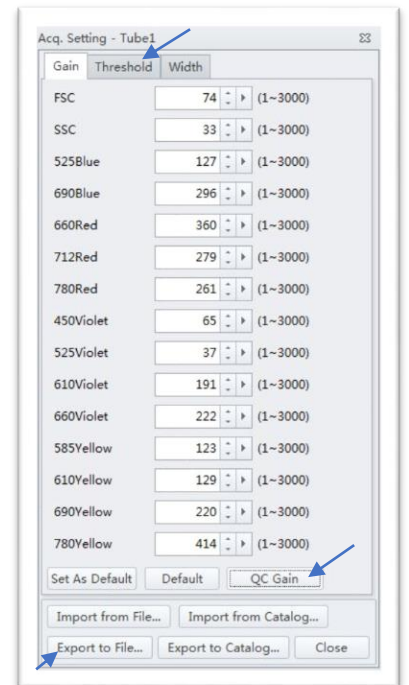 Acq. Setting - Tube1
Gain Threshold Width
FSC 74 (1~3000)
SSC 33 (1~3000)
525Blue 127 (1~3000)
690Blue 296 (1~3000)
660Red 360 (1~3000)
712Red 279 (1~3000)
780Red 261 (1~3000)
450Violet 65 (1~3000)
525Violet 37 (1~3000)
610Violet 191 (1~3000)
660Violet 222 (1~3000)
585Yellow 123 (1~3000)
610Yellow 129 (1~3000)
690Yellow 220 (1~3000)
780Yellow 414 (1~3000)
Set As Default Default QC Gain
Import from File... Import from Catalog...
Export to File... Export to Catalog... Close